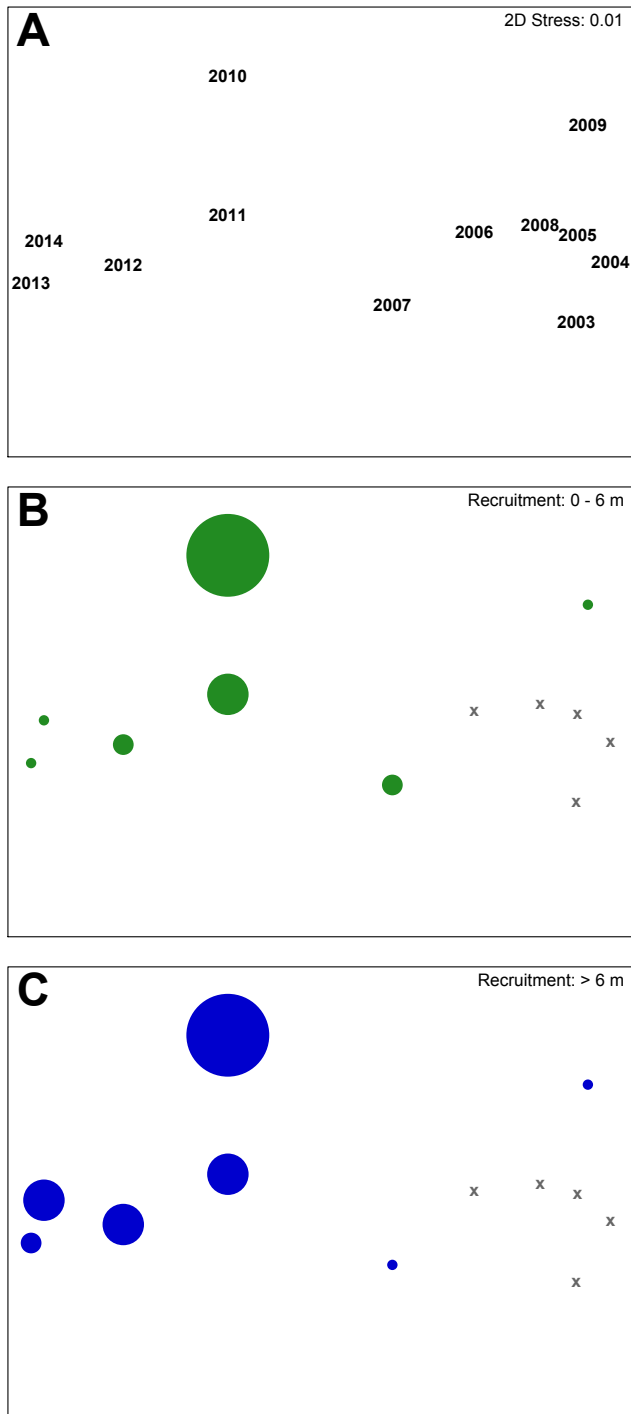 A
2D Stress: 0.01
2010
2009
2011
2008
2006
2005
2014
2004
2012
2013
2007
2003
B
Recruitment: 0 - 6 m
x
x
x
x
x
C
Recruitment: > 6 m
x
x
x
x
x